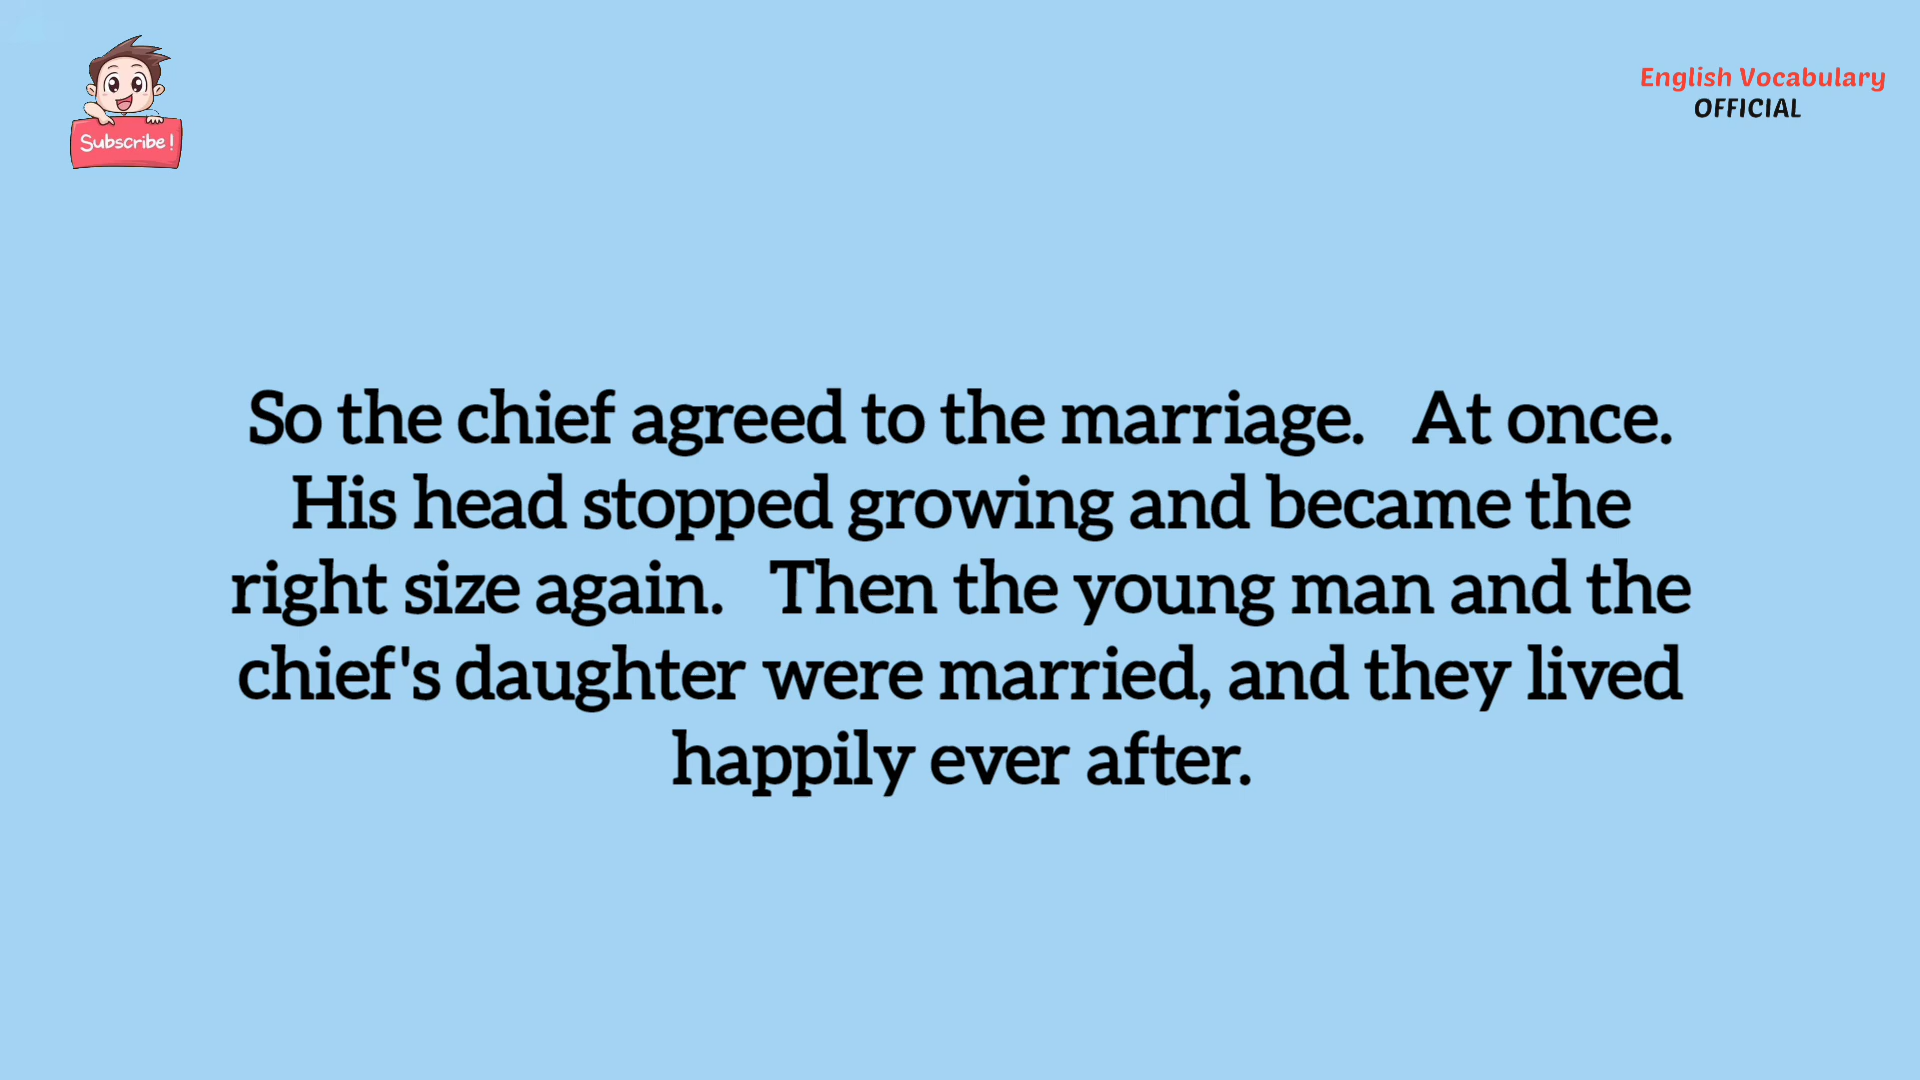 Subscribe!
English Vocabulary
OFFICIAL
So the chief agreed to the marriage.   At once.
His head stopped growing and became the
right size again.   Then the young man and the
chief's daughter were married, and they lived
happily ever after.